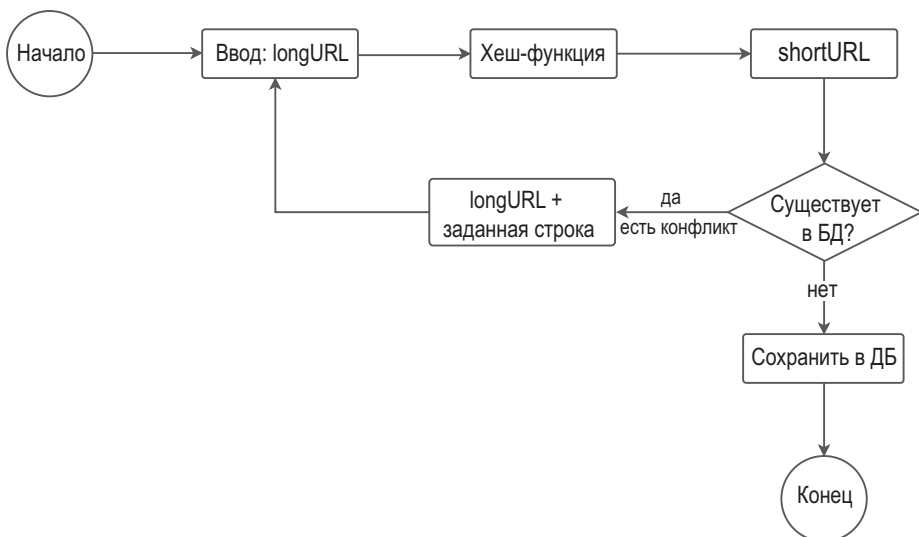 Начало
Ввод: longURL
Хеш-функция
shortURL
longURL +
заданная строка
да
есть конфликт
Существует
в БД?
нет
Сохранить в ДБ
Конец